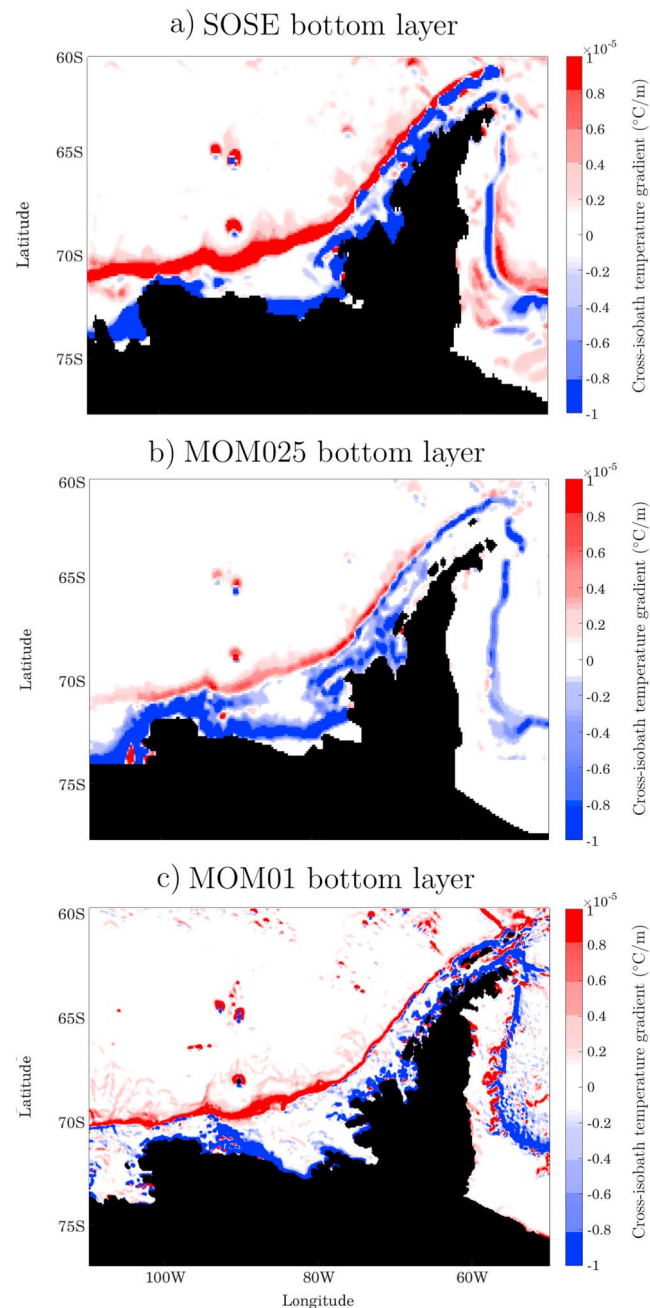 a) SOSE bottom layer
×10⁻⁵
60S
65S
70S
75S
Latitude
1
0.8
0.6
0.4
0.2
0
-0.2
-0.4
-0.6
-0.8
-1
Cross-isobath temperature gradient (°C/m)
b) MOM025 bottom layer
×10⁻⁵
60S
65S
70S
75S
Latitude
1
0.8
0.6
0.4
0.2
0
-0.2
-0.4
-0.6
-0.8
-1
Cross-isobath temperature gradient (°C/m)
c) MOM01 bottom layer
×10⁻⁵
60S
65S
70S
75S
Latitude
1
0.8
0.6
0.4
0.2
0
-0.2
-0.4
-0.6
-0.8
-1
Cross-isobath temperature gradient (°C/m)
100W 80W 60W
Longitude